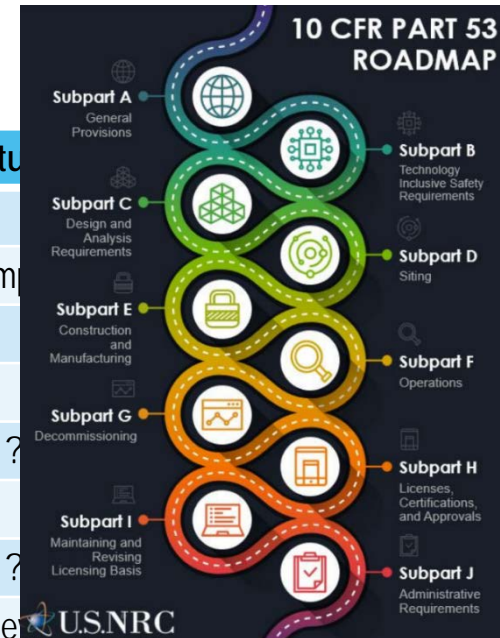 10 CFR PART 53
ROADMAP
Subpart A
General
Provisions
Subpart B
Technology
Inclusive Safety
Requirements
Subpart C
Design and
Analysis
Requirements
Subpart D
Siting
Subpart E
Construction
and
Manufacturing
Subpart F
Operations
Subpart G
Decommissioning
?
Subpart H
Licenses,
Certifications,
and Approvals
Subpart I
Maintaining and
Revising
Licensing Basis
?
Subpart J
Administrative
Requirements
U.S.NRC